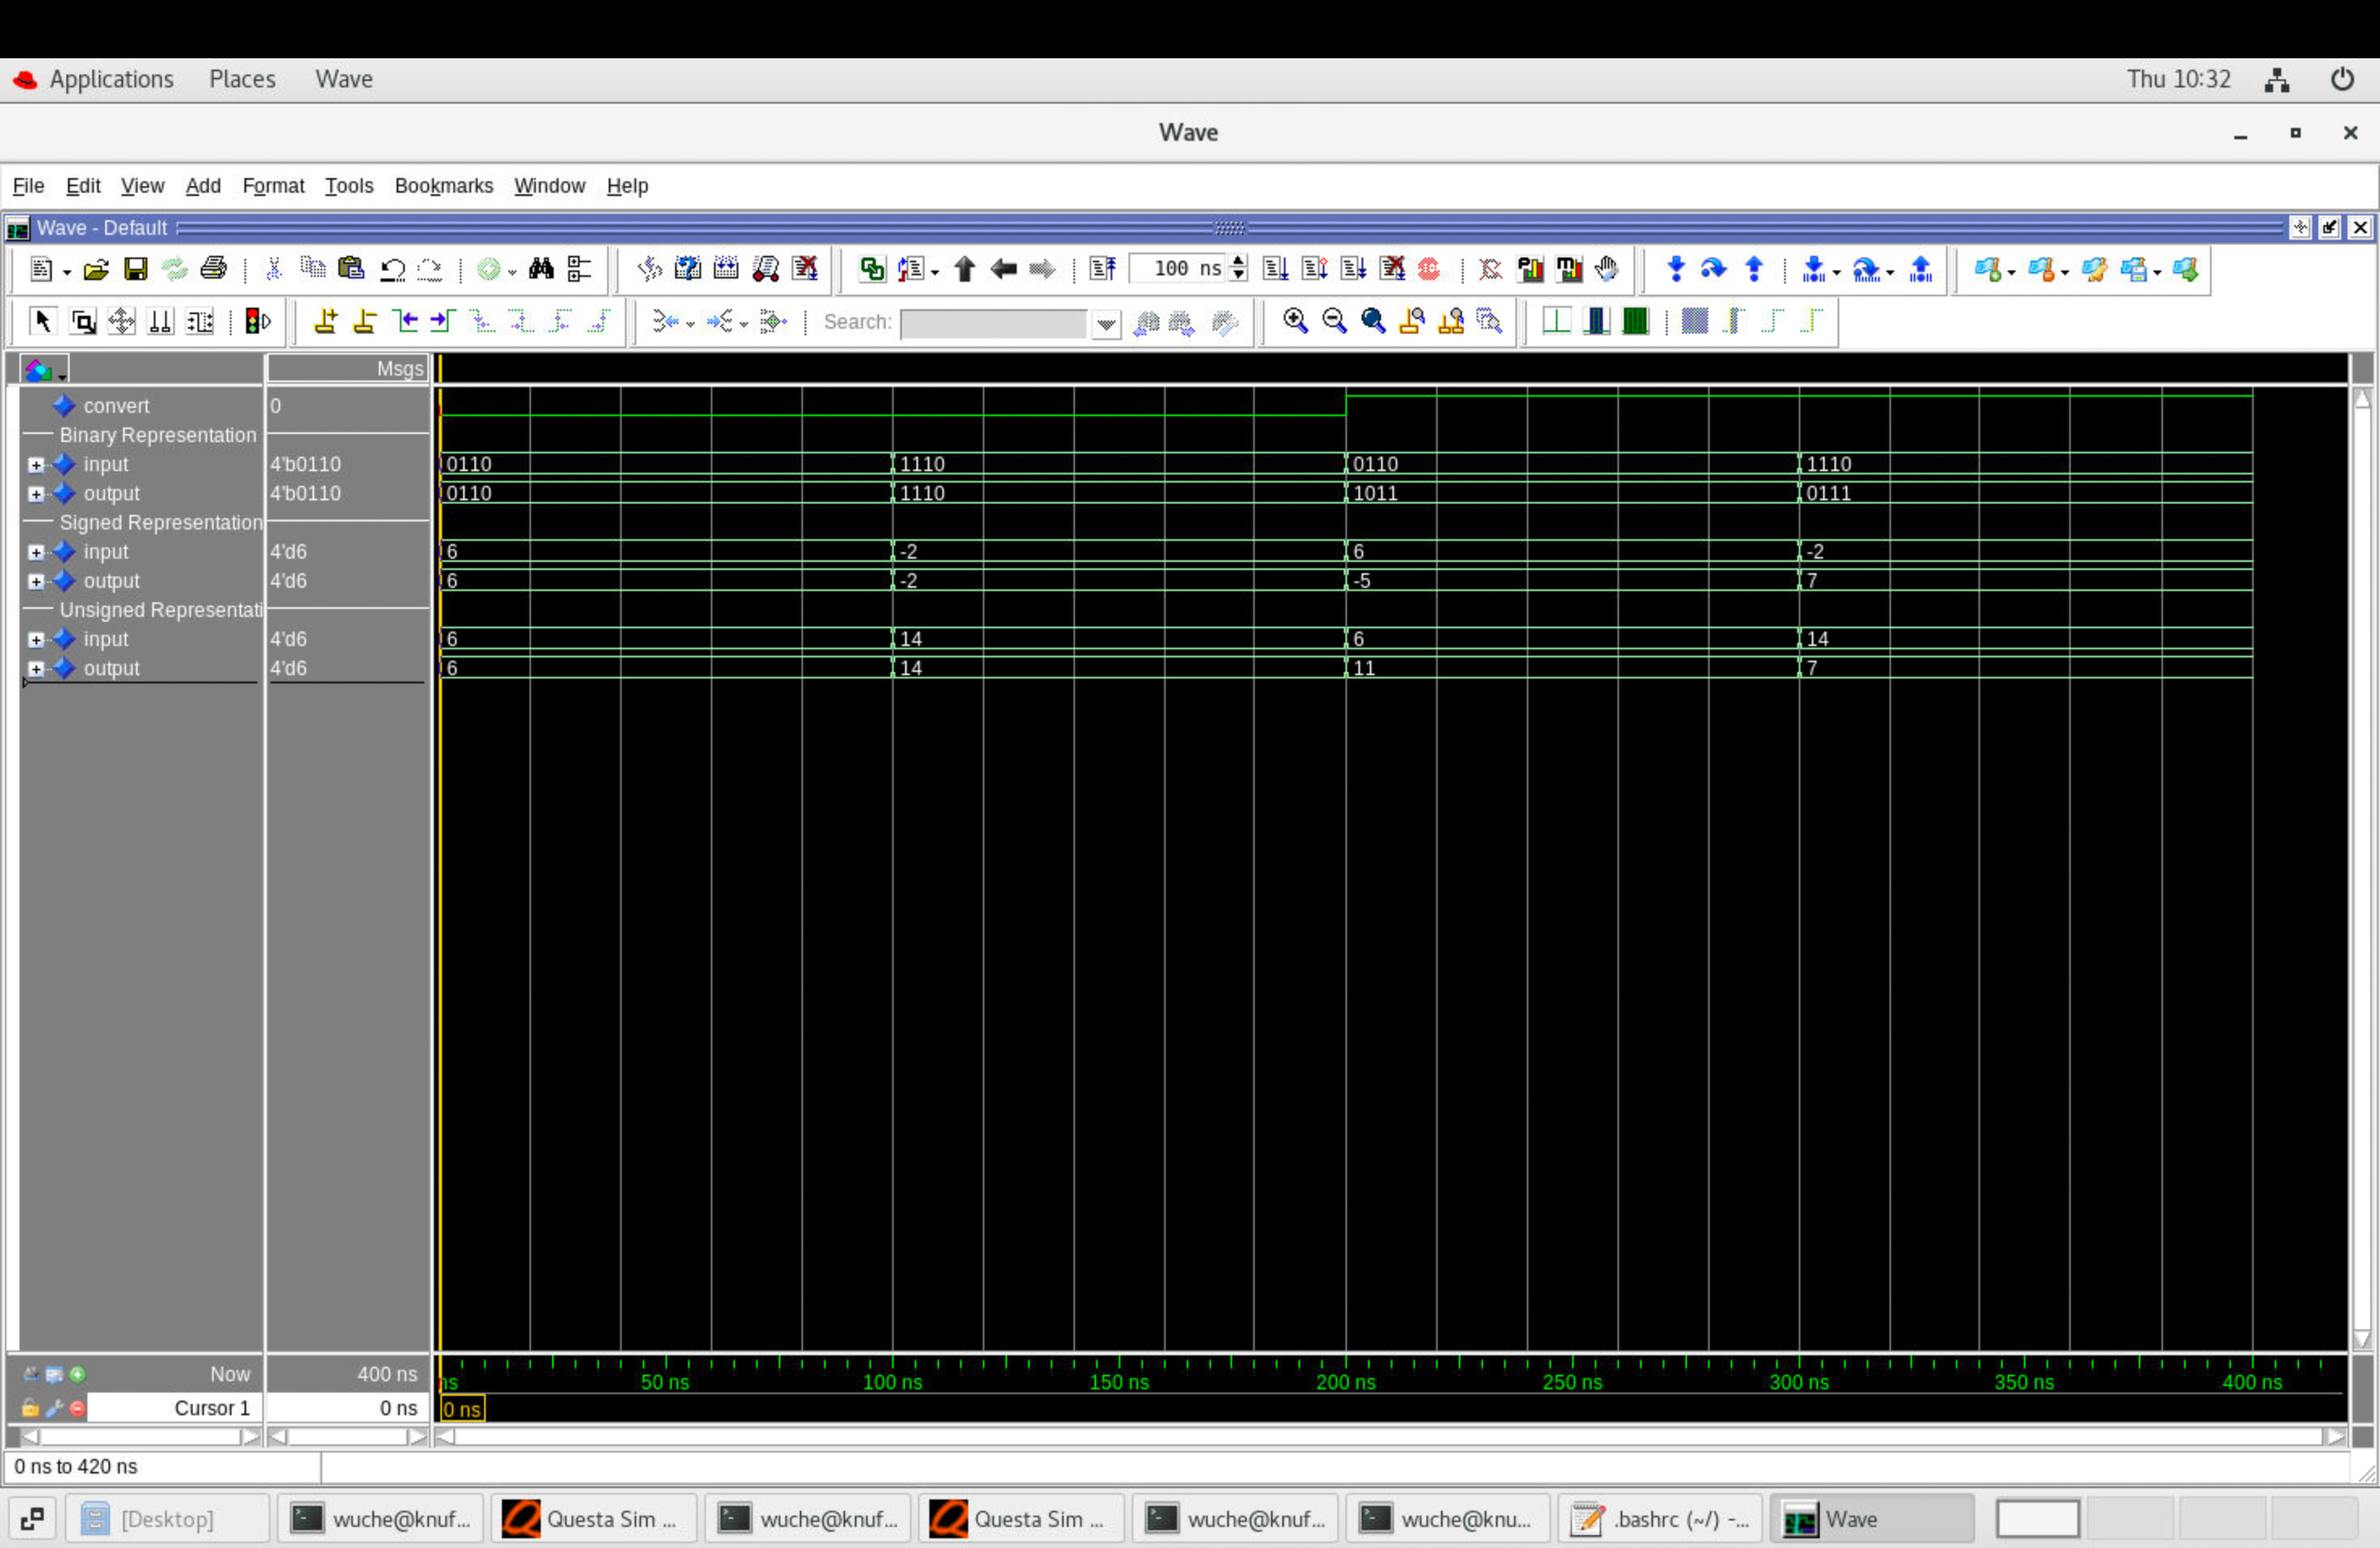 Applications Places Wave Thu 10:32
Wave
File Edit View Add Format Tools Bookmarks Window Help
Wave - Default
100 ns
Search:
Msgs
convert 0
Binary Representation
input 4'b0110 0110 1110 0110 1110
output 4'b0110 0110 1110 1011 0111
Signed Representation
input 4'd6 6 -2 6 -2
output 4'd6 6 -2 -5 7
Unsigned Representati
input 4'd6 6 14 6 14
output 4'd6 6 14 11 7
Now 400 ns ns 50 ns 100 ns 150 ns 200 ns 250 ns 300 ns 350 ns 400 ns
Cursor 1 0 ns 0 ns
0 ns to 420 ns
[Desktop] wuche@knuf... Questa Sim ... wuche@knuf... Questa Sim ... wuche@knuf... wuche@knu... .bashrc (~/) -... Wave